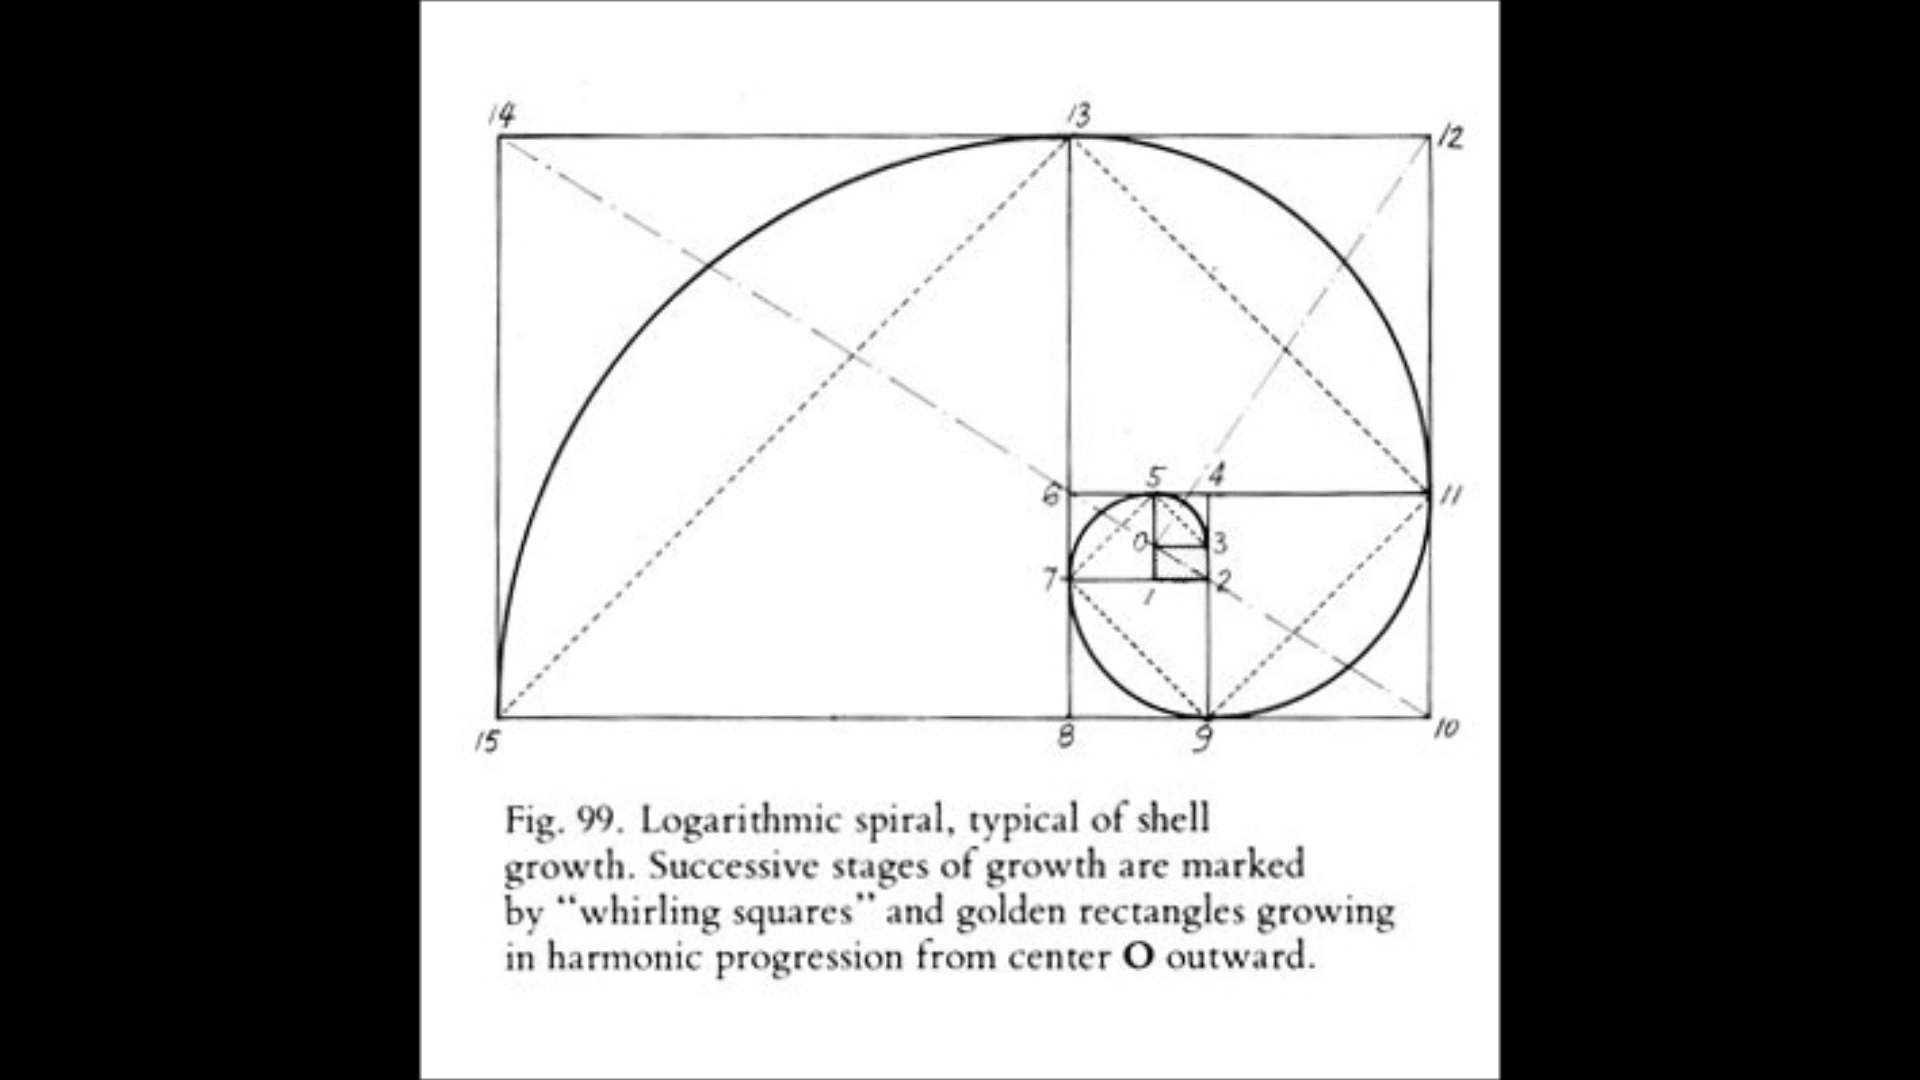 14 13 12
5 4
6 11
0 3
7 1 2
15 8 9 10
Fig. 99. Logarithmic spiral, typical of shell
growth. Successive stages of growth are marked
by “whirling squares” and golden rectangles growing
in harmonic progression from center O outward.